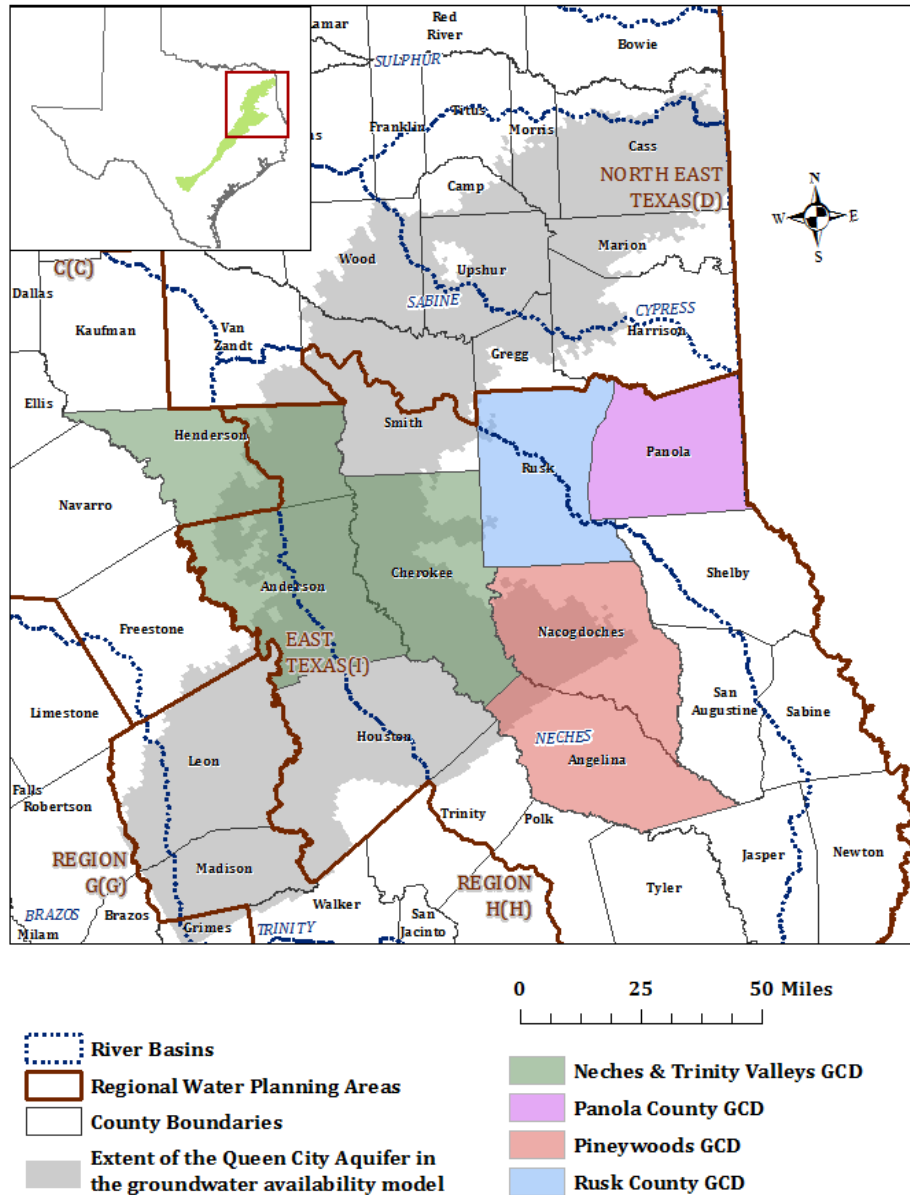 amar
Red
River
Bowie
SULPHUR
Franklin
Titus
Morris
Cass
Camp
NORTH EAST
TEXAS(D)
N
W
E
S
Wood
Upshur
Marion
C(C)
Dallas
Kaufman
Van
Zandt
SABINE
CYPRESS
Harrison
Gregg
Ellis
Henderson
Smith
Rusk
Panola
Navarro
Anderson
Cherokee
Shelby
Freestone
Nacogdoches
EAST
TEXAS(I)
San
Augustine
Sabine
Limestone
Houston
Leon
NECHES
Angelina
Falls
Robertson
Trinity
Polk
Madison
Jasper
Newton
REGION
G(G)
REGION
H(H)
Tyler
BRAZOS
Milam
Brazos
Grimes
Walker
TRINITY
San
Jacinto
0 25 50 Miles
River Basins
Regional Water Planning Areas
County Boundaries
Extent of the Queen City Aquifer in
the groundwater availability model
Neches & Trinity Valleys GCD
Panola County GCD
Pineywoods GCD
Rusk County GCD